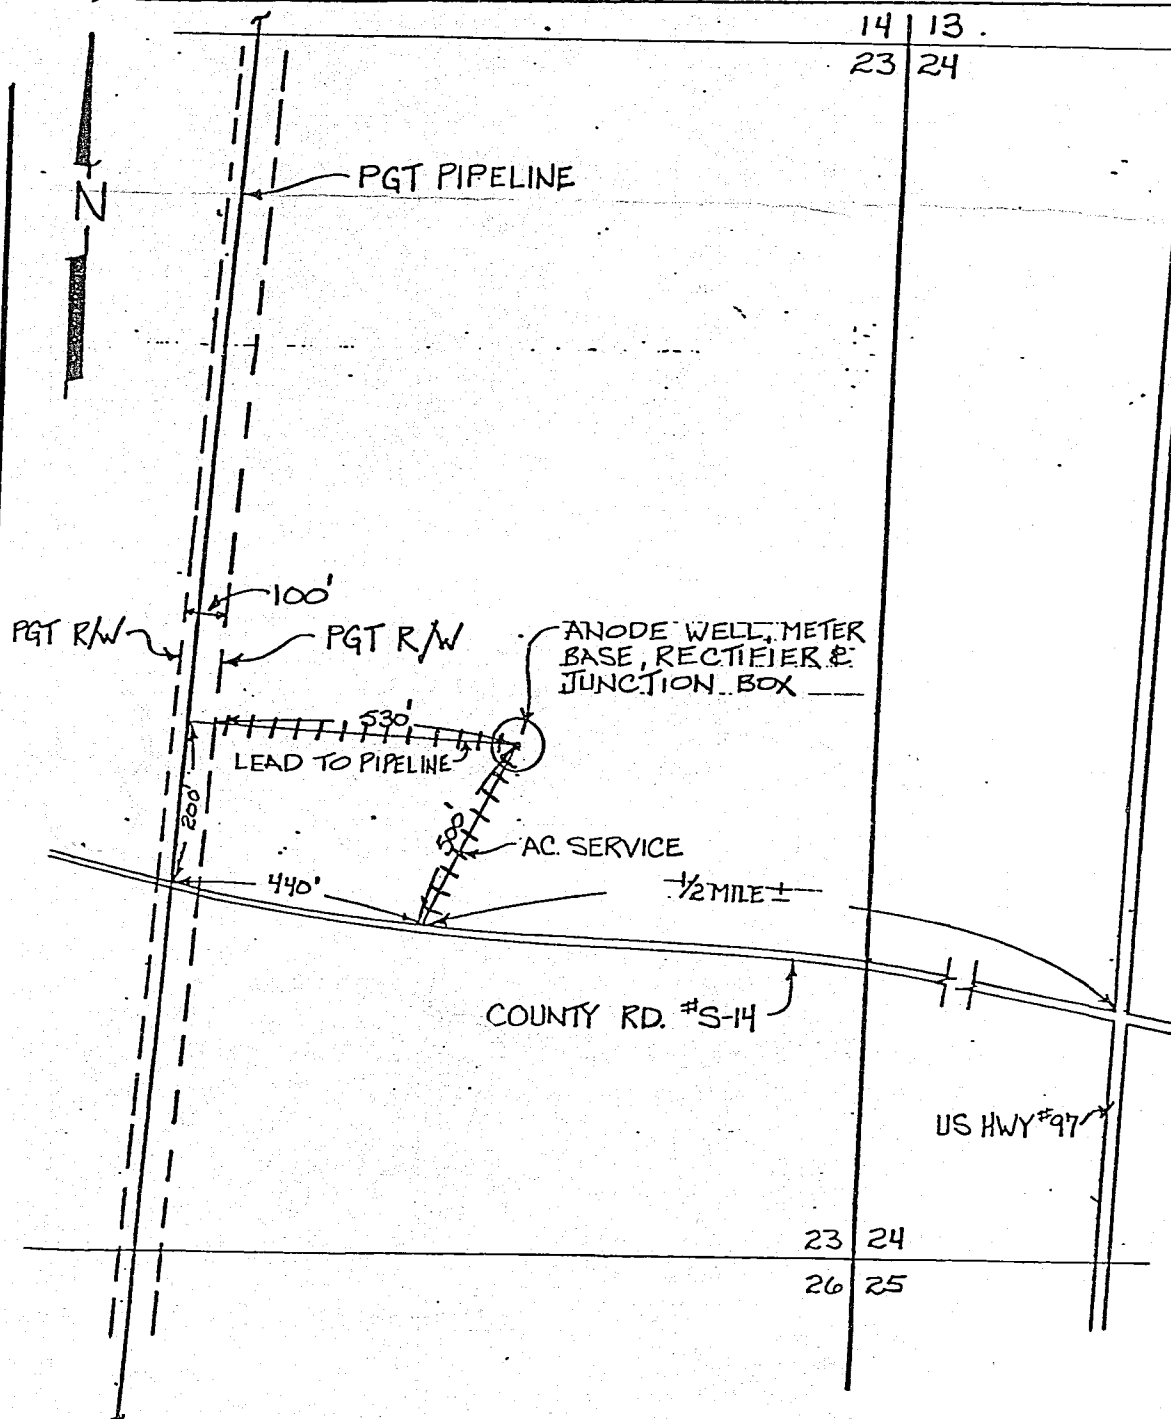 14 | 13
23 | 24
N
PGT PIPELINE
100'
PGT R/W
PGT R/W
ANODE WELL, METER
BASE, RECTIFIER &
JUNCTION BOX
530'
LEAD TO PIPELINE
200'
500'
AC. SERVICE
440'
1/2 MILE ±
COUNTY RD. #S-14
US HWY #97
23 | 24
26 | 25